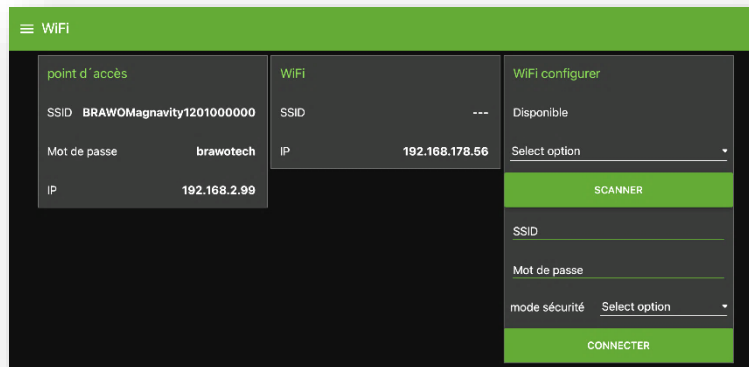 WiFi
point d´accès
SSID BRAWOMagnavity1201000000
Mot de passe brawotech
IP 192.168.2.99
WiFi
SSID ---
IP 192.168.178.56
WiFi configurer
Disponible
Select option
SCANNER
SSID
Mot de passe
mode sécurité Select option
CONNECTER